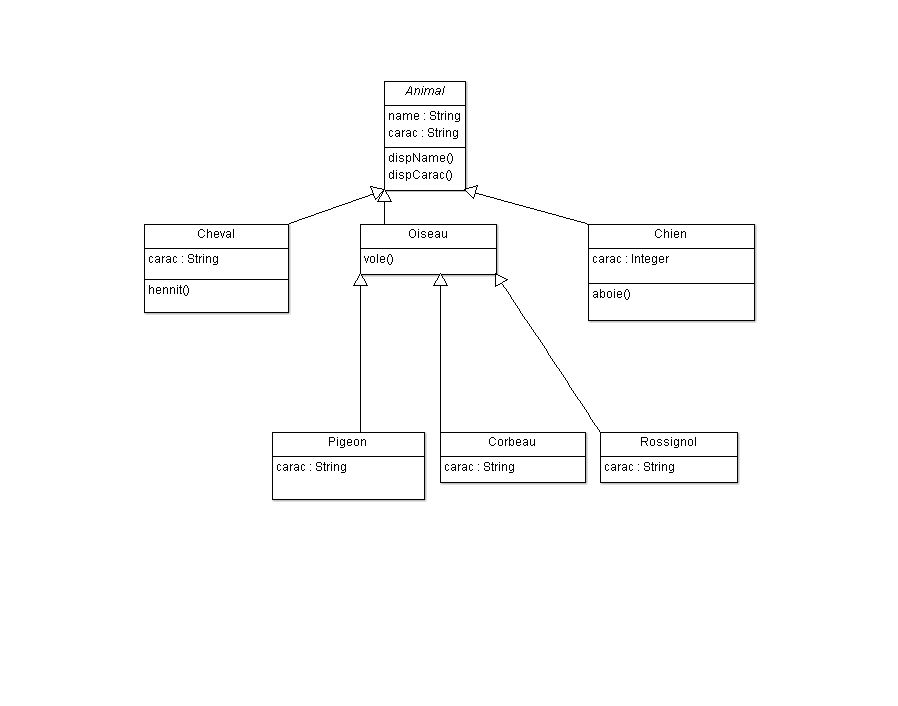 Animal
name : String
carac : String
dispName()
dispCarac()
Cheval
carac : String
hennit()
Oiseau
vole()
Chien
carac : Integer
aboie()
Pigeon
carac : String
Corbeau
carac : String
Rossignol
carac : String